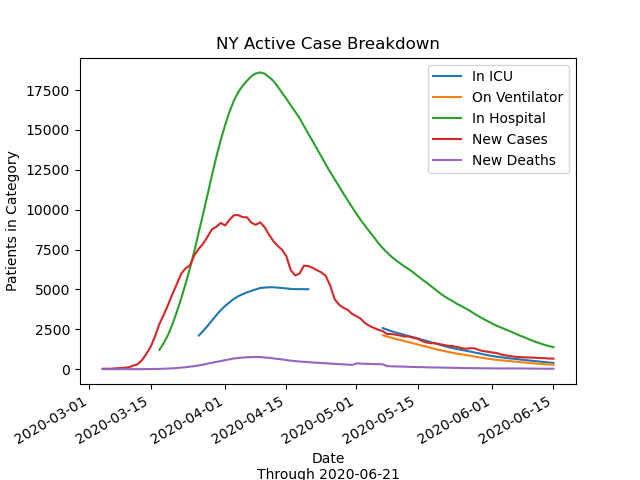 NY Active Case Breakdown
In ICU
On Ventilator
In Hospital
New Cases
New Deaths
Patients in Category
17500
15000
12500
10000
7500
5000
2500
0
2020-03-01
2020-03-15
2020-04-01
2020-04-15
2020-05-01
2020-05-15
2020-06-01
2020-06-15
Date
Through 2020-06-21